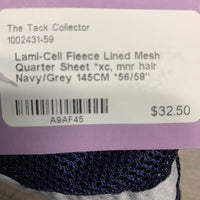 The Tack Collector
1002431-59
Lami-Cell Fleece Lined Mesh
Quarter Sheet *xc, mnr hair
Navy/Grey 145CM *56/58"
$32.50
A9AF45